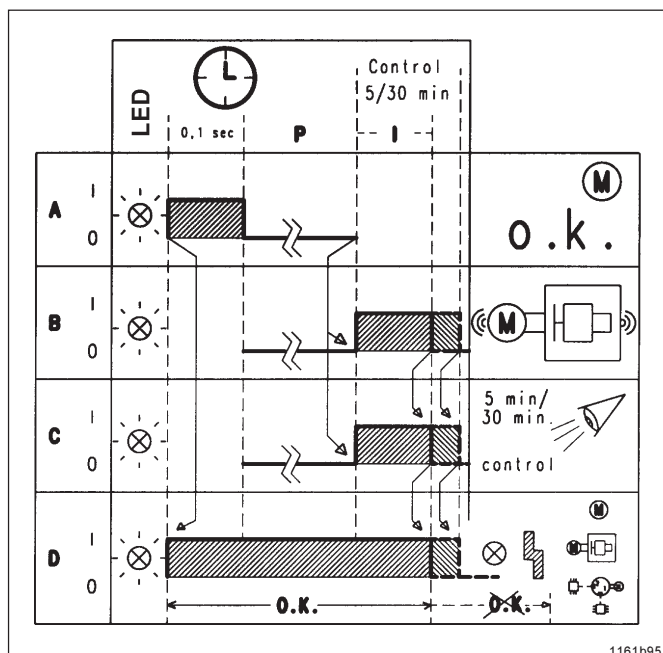 LED
Control
5/30 min
0,1 sec
P
I
A
I
0
M
o.k.
B
I
0
M
C
I
0
5 min/
30 min.
control
D
I
0
M
M
O.K.
O.K.
1161b95